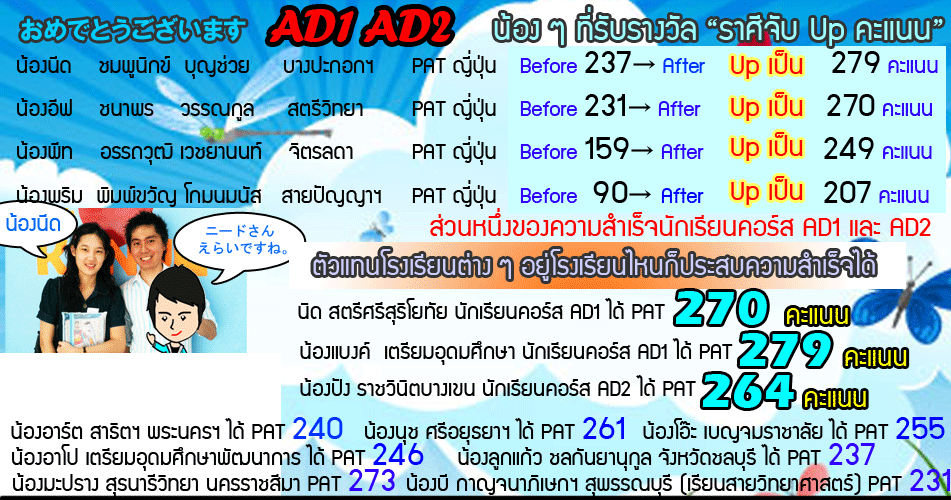 おめでとうございます AD1 AD2 น้อง ๆ ที่รับรางวัล “ราศีจับ Up คะแนน”
น้องนีด ชมพูนิกข์ บุญช่วย บางปะกอกฯ PAT ญี่ปุ่น Before 237→ After Up เป็น 279 คะแนน
น้องอีฟ ชนาพร วรรณกูล สตรีวิทยา PAT ญี่ปุ่น Before 231→ After Up เป็น 270 คะแนน
น้องพีท อรรถวุฒิ เวชยานนท์ จิตรลดา PAT ญี่ปุ่น Before 159→ After Up เป็น 249 คะแนน
น้องพริม พิมพ์ขวัญ โกมนมนัส สายปัญญาฯ PAT ญี่ปุ่น Before 90→ After Up เป็น 207 คะแนน
น้องนีด
ニードさん
えらいですね。
ส่วนหนึ่งของความสำเร็จนักเรียนคอร์ส AD1 และ AD2
ตัวแทนโรงเรียนต่าง ๆ อยู่โรงเรียนไหนก็ประสบความสำเร็จได้
นิด สตรีศรีสุริโยทัย นักเรียนคอร์ส AD1 ได้ PAT 270 คะแนน
น้องแบงค์ เตรียมอุดมศึกษา นักเรียนคอร์ส AD1 ได้ PAT 279 คะแนน
น้องปัง ราชวินิตบางเขน นักเรียนคอร์ส AD2 ได้ PAT 264 คะแนน
น้องอาร์ต สาธิตฯ พระนครฯ ได้ PAT 240 น้องนุช ศรีอยุธยาฯ ได้ PAT 261 น้องโอ๊ะ เบญจมราชาลัย ได้ PAT 255
น้องอาโป เตรียมอุดมศึกษาพัฒนาการ ได้ PAT 246 น้องลูกแก้ว ชลกันยานุกูล จังหวัดชลบุรี ได้ PAT 237
น้องมะปราง สุรนารีวิทยา นครราชสีมา PAT 273 น้องบี กาญจนาภิเษกฯ สุพรรณบุรี (เรียนสายวิทยาศาสตร์) PAT 231